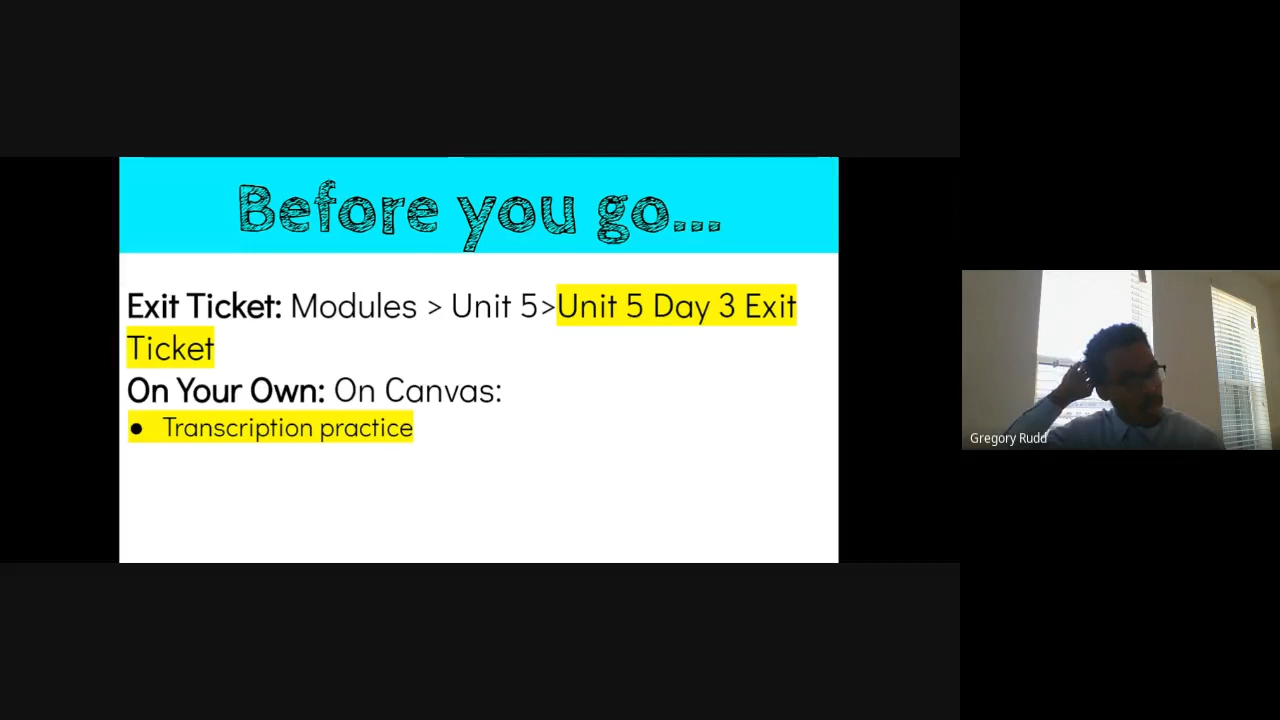 Before you go...
Exit Ticket: Modules > Unit 5>Unit 5 Day 3 Exit
Ticket
On Your Own: On Canvas:
● Transcription practice
Gregory Rudd